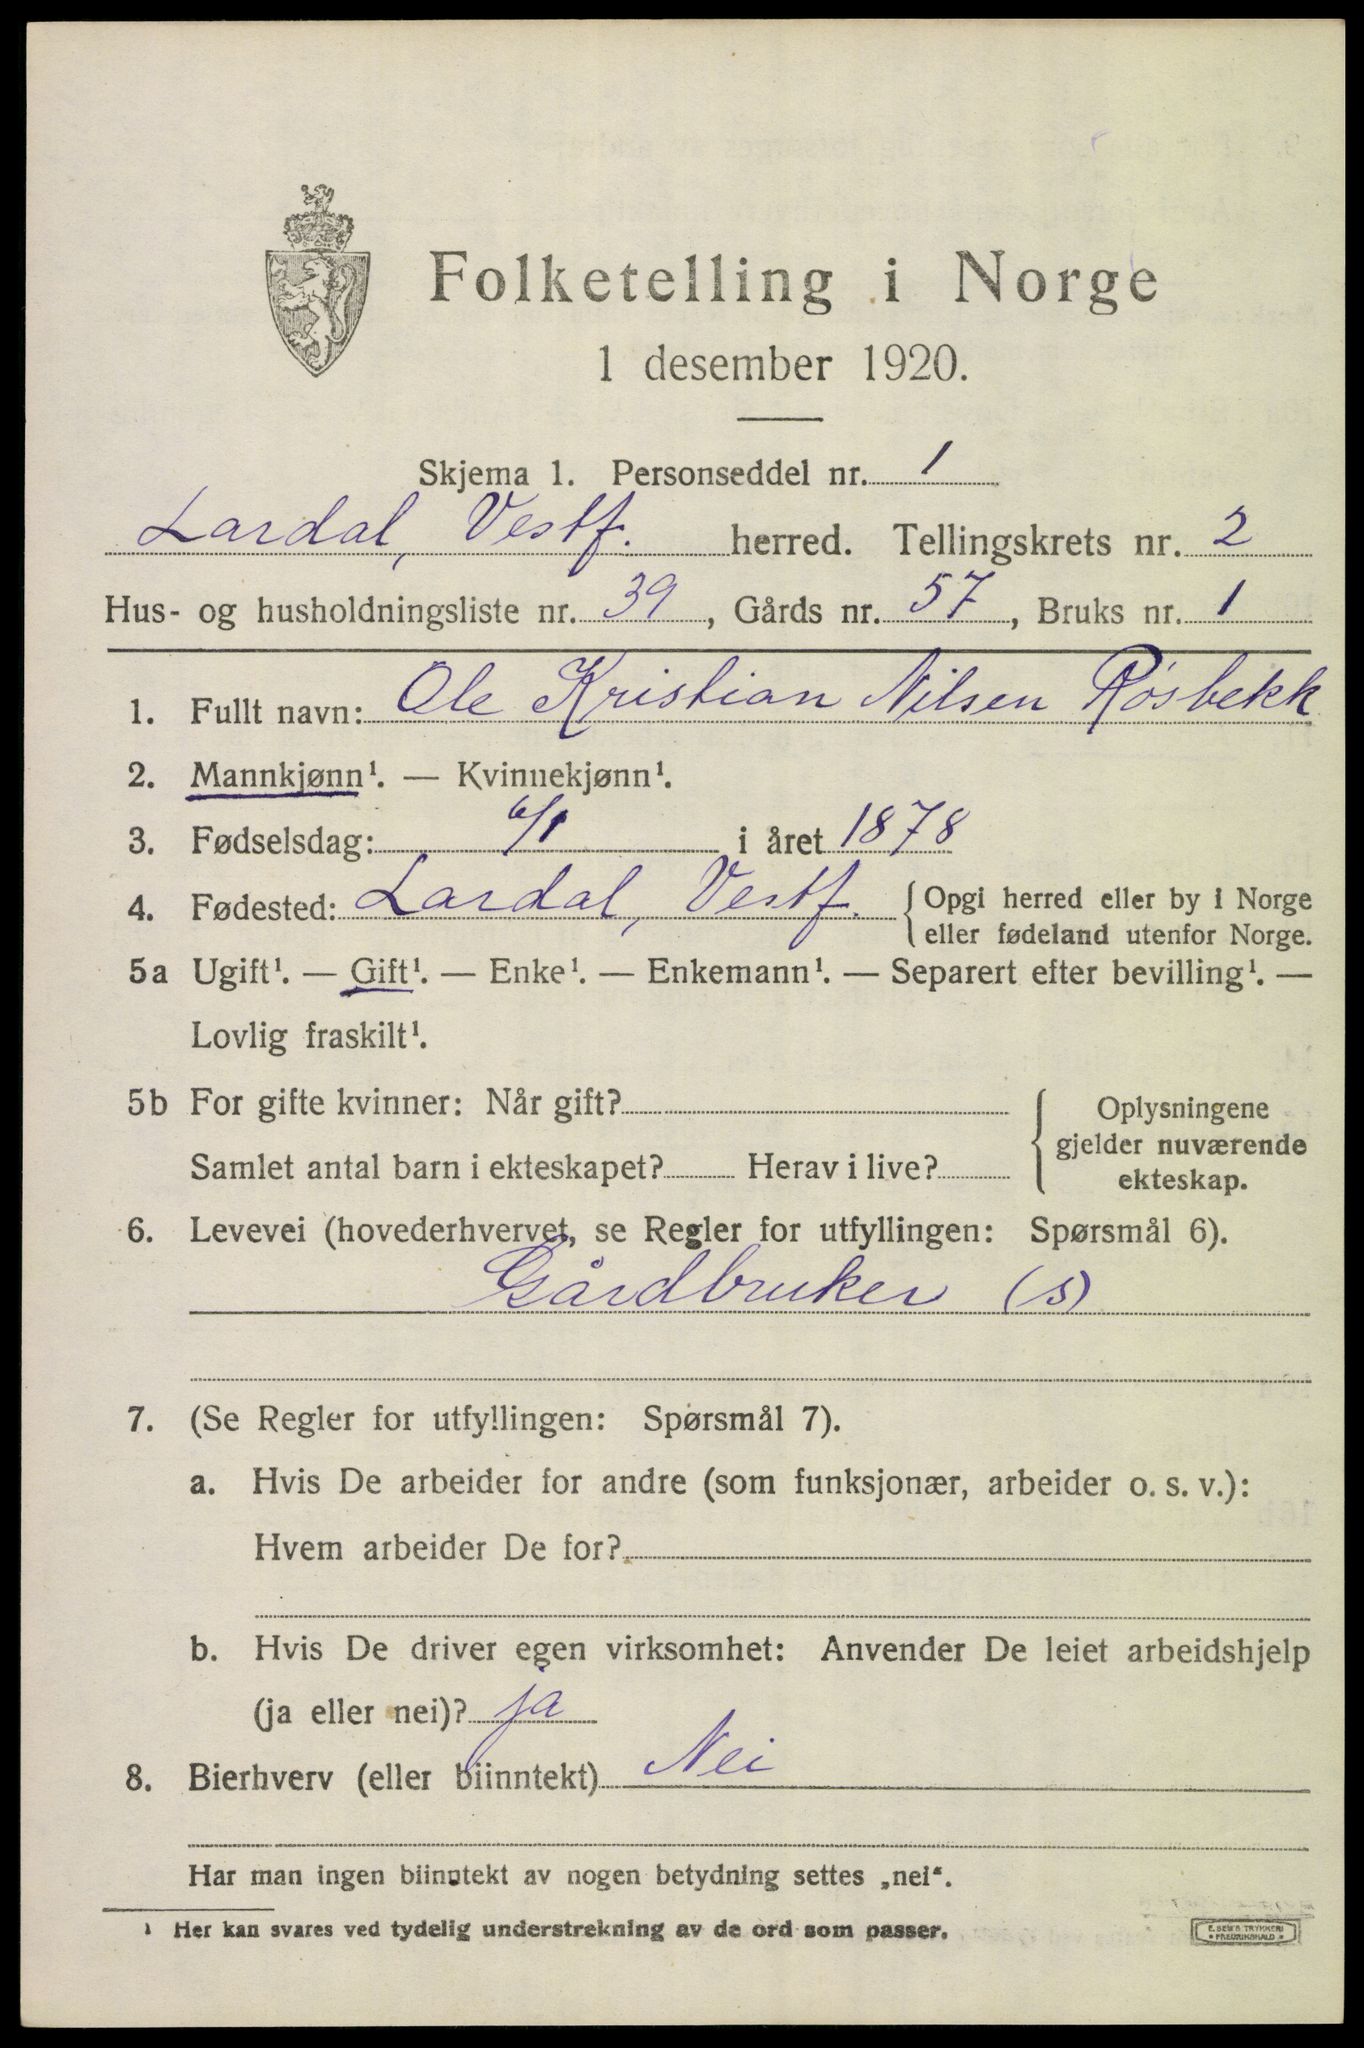 Folketelling i Norge
1 desember 1920.
Skjema 1. Personseddel nr. 1
Lardal, Vestf. herred. Tellingskrets nr. 2
Hus- og husholdningsliste nr. 39, Gårds nr. 57, Bruks nr. 1
1. Fullt navn: Ole Kristian Nilsen Røsbekk
2. Mannkjønn¹. — Kvinnekjønn¹.
3. Fødselsdag: 6/1 i året 1878
4. Fødested: Lardal, Vestf. { Opgi herred eller by i Norge
eller fødeland utenfor Norge.
5a Ugift¹. — Gift¹. — Enke¹. — Enkemann¹. — Separert efter bevilling¹. —
Lovlig fraskilt¹.
5b For gifte kvinner: Når gift?
Samlet antal barn i ekteskapet? Herav i live?
Oplysningene
gjelder nuværende
ekteskap.
6. Levevei (hovederhvervet, se Regler for utfyllingen: Spørsmål 6).
Gårdbruker (s)
7. (Se Regler for utfyllingen: Spørsmål 7).
a. Hvis De arbeider for andre (som funksjonær, arbeider o. s. v.):
Hvem arbeider De for?
b. Hvis De driver egen virksomhet: Anvender De leiet arbeidshjelp
(ja eller nei)? ja
8. Bierhverv (eller biinntekt) Nei
Har man ingen biinntekt av nogen betydning settes „nei“.
¹ Her kan svares ved tydelig understrekning av de ord som passer.
E. SEM'S TRYKKERI
• FREDRIKSHALD •